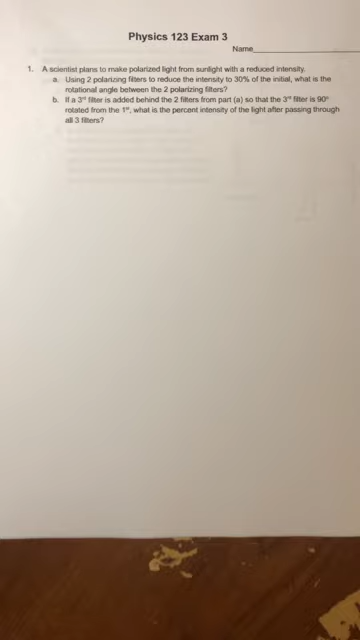 Physics 123 Exam 3
Name
1. A scientist plans to make polarized light from sunlight with a reduced intensity.
a. Using 2 polarizing filters to reduce the intensity to 30% of the initial, what is the
rotational angle between the 2 polarizing filters?
b. If a 3rd filter is added behind the 2 filters from part (a) so that the 3rd filter is 90°
rotated from the 1st, what is the percent intensity of the light after passing through
all 3 filters?